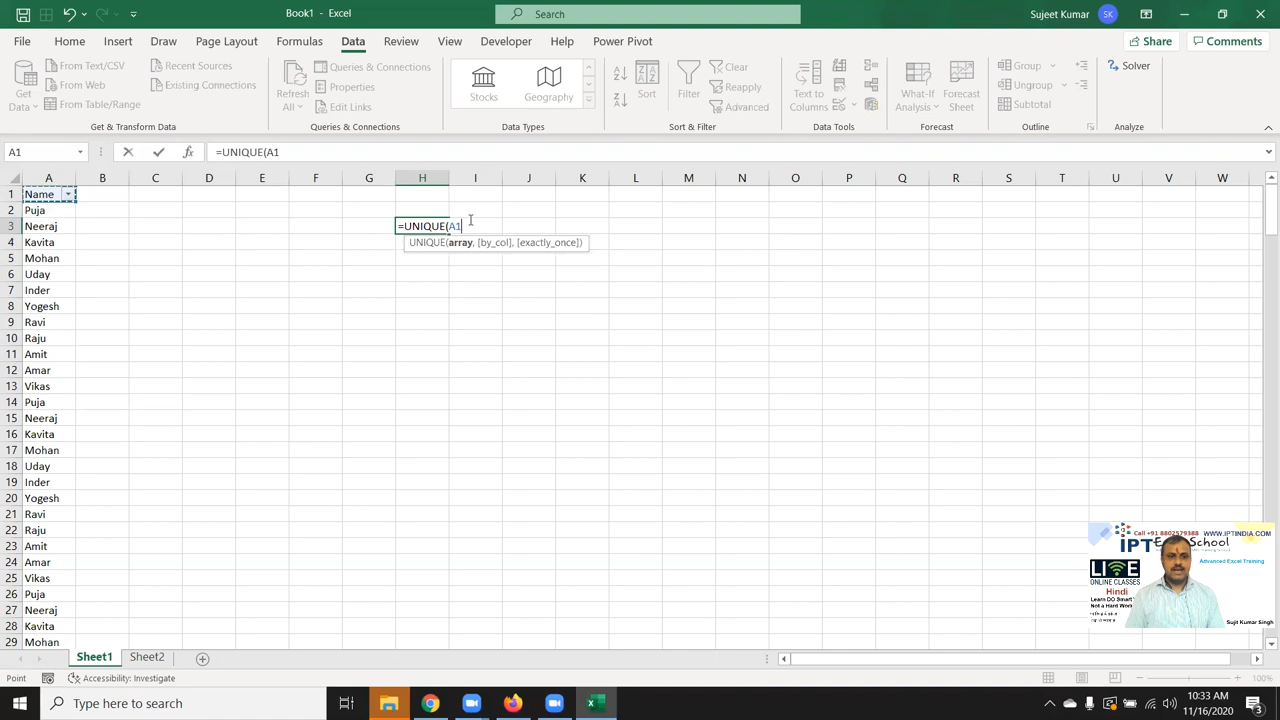 Book1 - Excel
Search
Sujeet Kumar
SK
File Home Insert Draw Page Layout Formulas Data Review View Developer Help Power Pivot
Share Comments
Get Data
From Text/CSV
From Web
From Table/Range
Recent Sources
Existing Connections
Refresh All
Queries & Connections
Properties
Edit Links
Stocks
Geography
Sort
Filter
Clear
Reapply
Advanced
Text to Columns
What-If Analysis
Forecast Sheet
Group
Ungroup
Subtotal
Solver
Get & Transform Data
Queries & Connections
Data Types
Sort & Filter
Data Tools
Forecast
Outline
Analyze
A1
fx
=UNIQUE(A1
A B C D E F G H I J K L M N O P Q R S T U V W
1 Name
2 Puja
3 Neeraj =UNIQUE(A1
4 Kavita UNIQUE(array, [by_col], [exactly_once])
5 Mohan
6 Uday
7 Inder
8 Yogesh
9 Ravi
10 Raju
11 Amit
12 Amar
13 Vikas
14 Puja
15 Neeraj
16 Kavita
17 Mohan
18 Uday
19 Inder
20 Yogesh
21 Ravi
22 Raju
23 Amit
24 Amar
25 Vikas
26 Puja
27 Neeraj
28 Kavita
29 Mohan
Call +91 8802579388 WWW.IPTINDIA.COM
IPT Excel School
Advanced Excel Training
LIVE
ONLINE CLASSES
Hindi
Learn DO Smart
Not a Hard Wor
Sujit Kumar Singh
Sheet1 Sheet2
Point
Accessibility: Investigate
100%
Type here to search
10:33 AM
11/16/2020